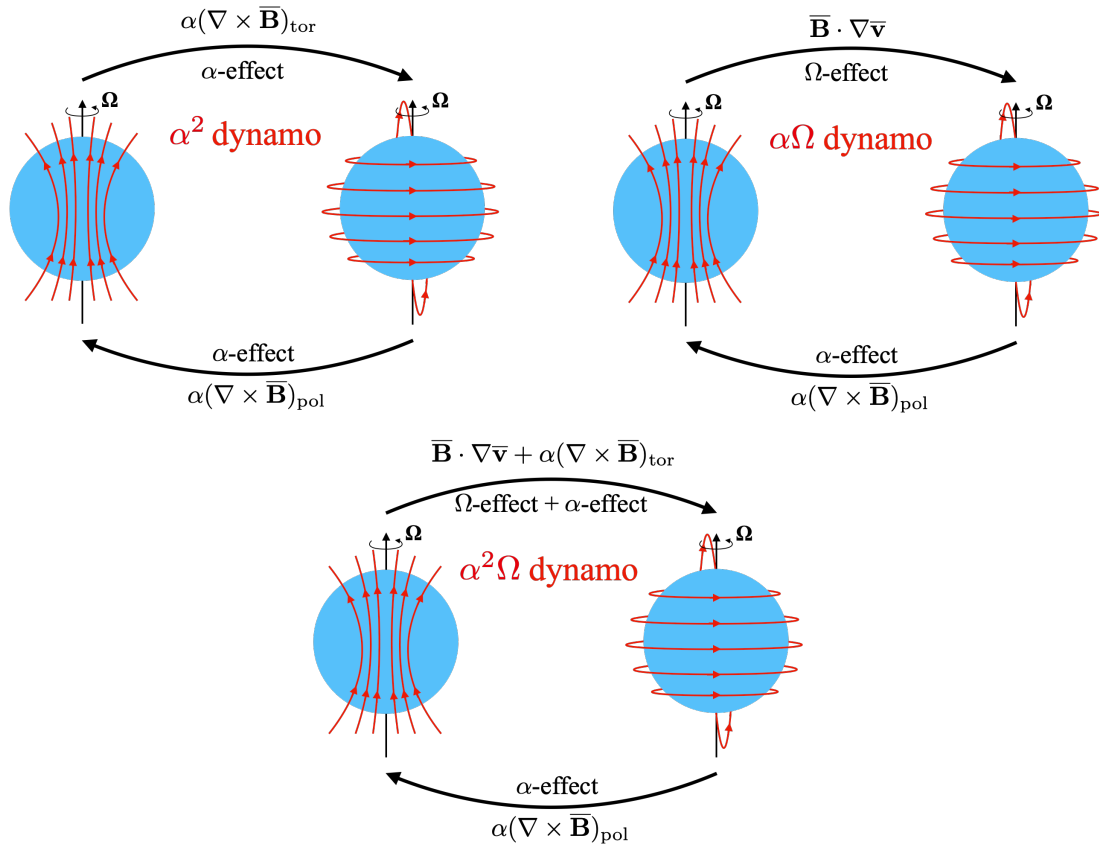 α(∇ × B̅)tor
α-effect
Ω
Ω
α² dynamo
α-effect
α(∇ × B̅)pol
B̅ · ∇v̅
Ω-effect
Ω
Ω
αΩ dynamo
α-effect
α(∇ × B̅)pol
B̅ · ∇v̅ + α(∇ × B̅)tor
Ω-effect + α-effect
Ω
Ω
α²Ω dynamo
α-effect
α(∇ × B̅)pol